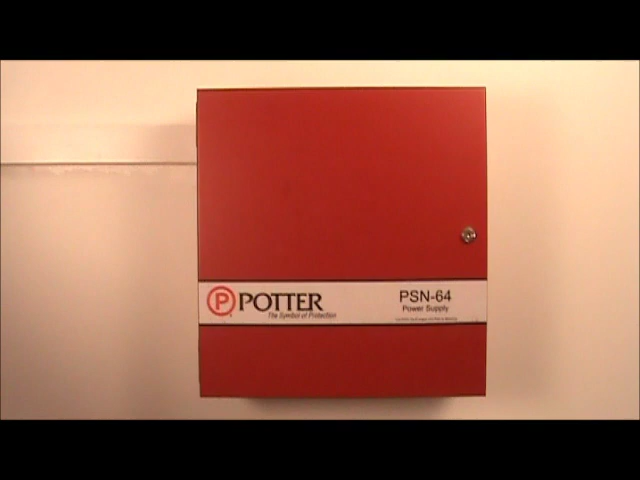 P POTTER
The Symbol of Protection
PSN-64
Power Supply